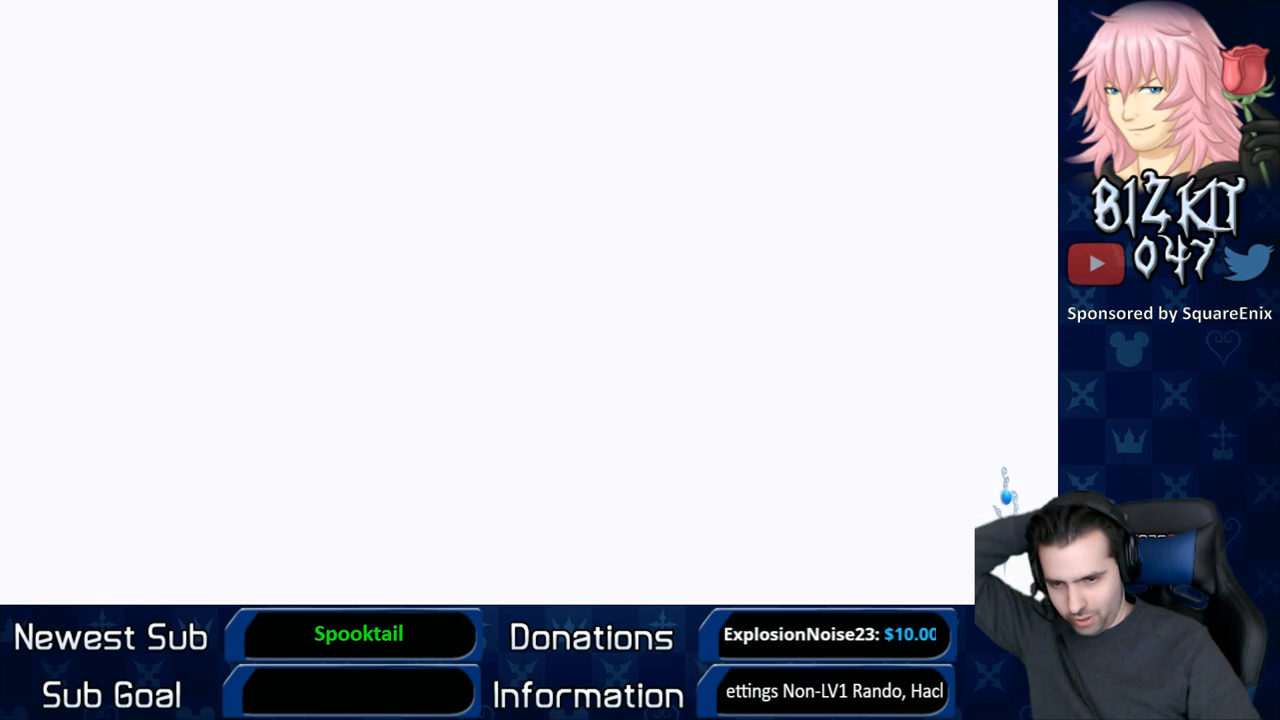 BIZKIT
047
Sponsored by SquareEnix
Newest Sub
Spooktail
Donations
ExplosionNoise23: $10.00
Sub Goal
Information
ettings Non-LV1 Rando, Hacl